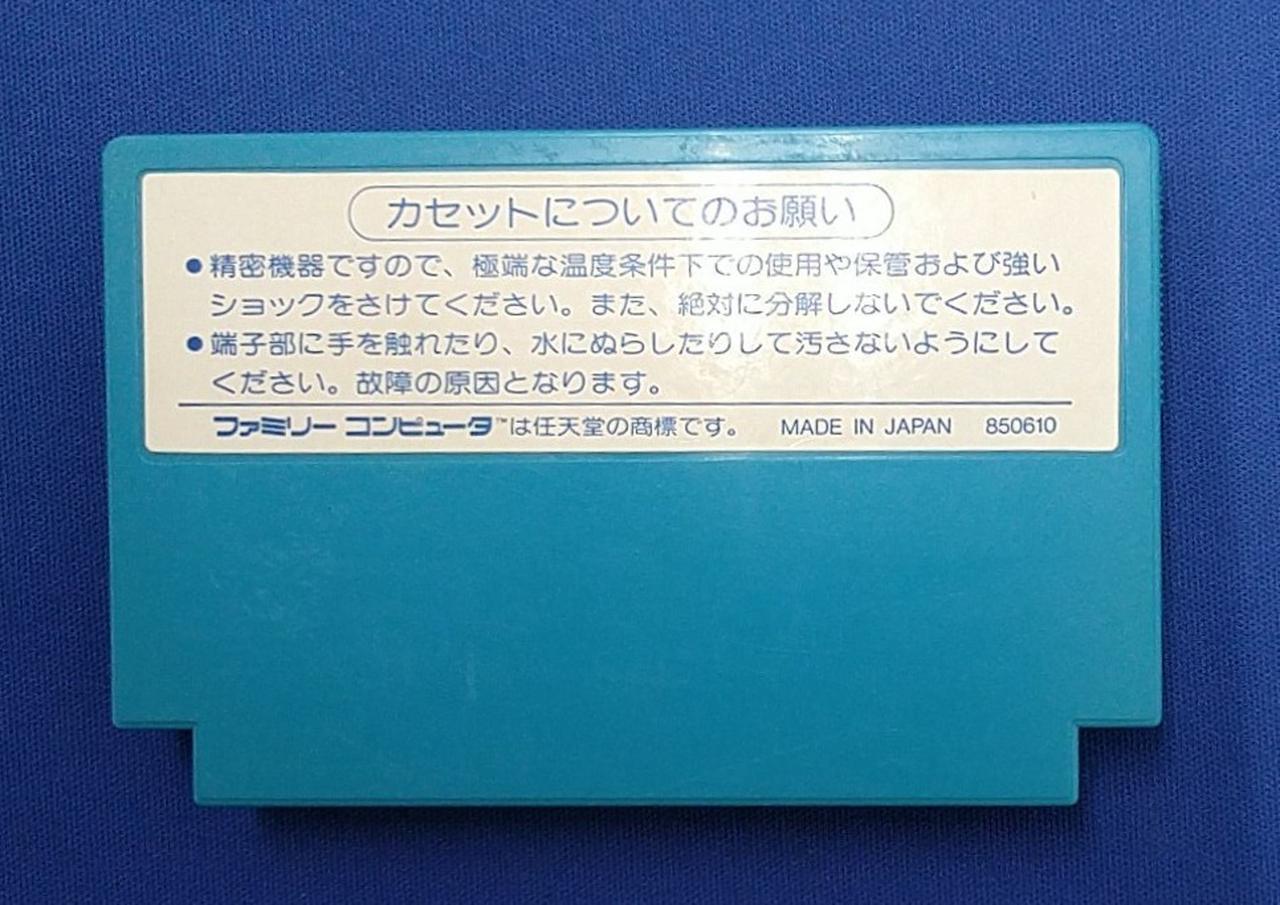 カセットについてのお願い
●精密機器ですので、極端な温度条件下での使用や保管および強い
ショックをさけてください。また、絶対に分解しないでください。
●端子部に手を触れたり、水にぬらしたりして汚さないようにして
ください。故障の原因となります。
ファミリー コンピュータ™は任天堂の商標です。 MADE IN JAPAN 850610